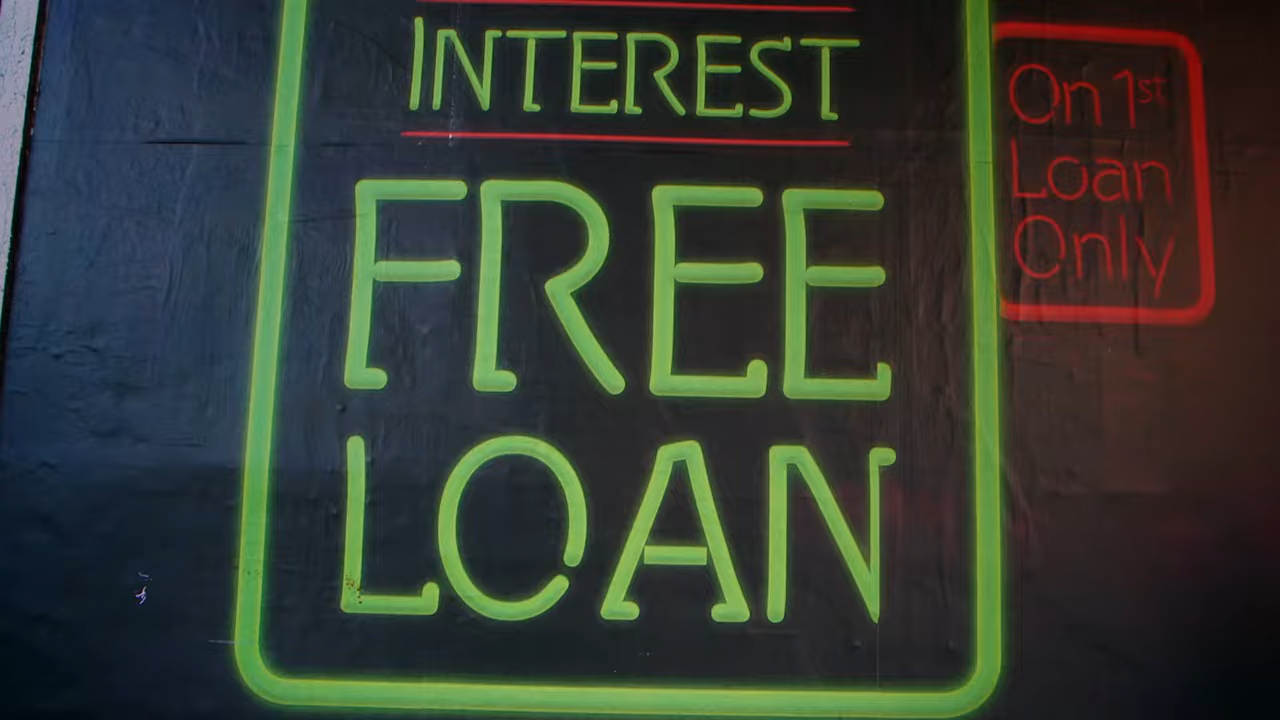 INTEREST
FREE
LOAN
On 1st
Loan
Only